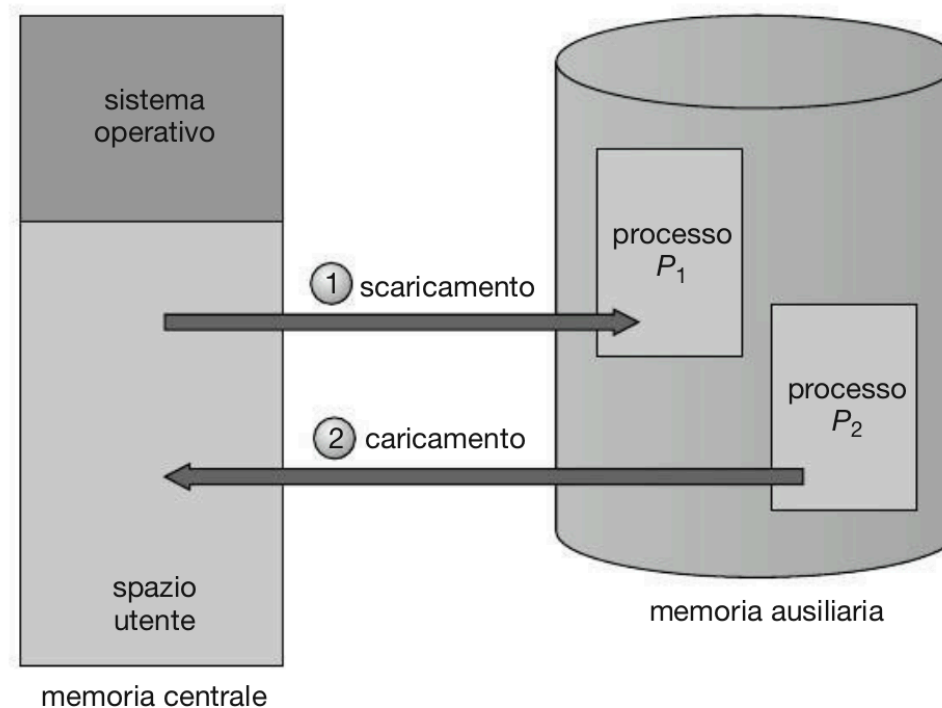 sistema
operativo
processo
P1
1 scaricamento
processo
P2
2 caricamento
spazio
utente
memoria ausiliaria
memoria centrale